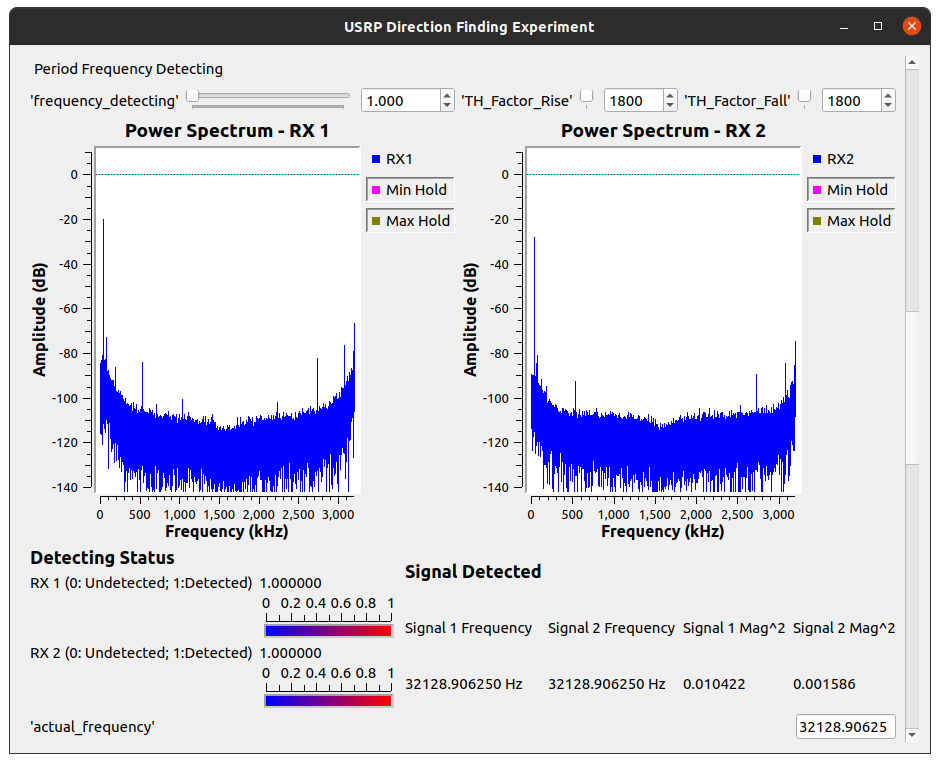 USRP Direction Finding Experiment
Period Frequency Detecting
'frequency_detecting' 1.000 'TH_Factor_Rise' 1800 'TH_Factor_Fall' 1800
Power Spectrum - RX 1
RX1
Min Hold
Max Hold
Amplitude (dB)
0
-20
-40
-60
-80
-100
-120
-140
0 500 1,000 1,500 2,000 2,500 3,000
Frequency (kHz)
Power Spectrum - RX 2
RX2
Min Hold
Max Hold
Amplitude (dB)
0
-20
-40
-60
-80
-100
-120
-140
0 500 1,000 1,500 2,000 2,500 3,000
Frequency (kHz)
Detecting Status
RX 1 (0: Undetected; 1:Detected) 1.000000
0 0.2 0.4 0.6 0.8 1
RX 2 (0: Undetected; 1:Detected) 1.000000
0 0.2 0.4 0.6 0.8 1
Signal Detected
Signal 1 Frequency Signal 2 Frequency Signal 1 Mag^2 Signal 2 Mag^2
32128.906250 Hz 32128.906250 Hz 0.010422 0.001586
'actual_frequency' 32128.90625